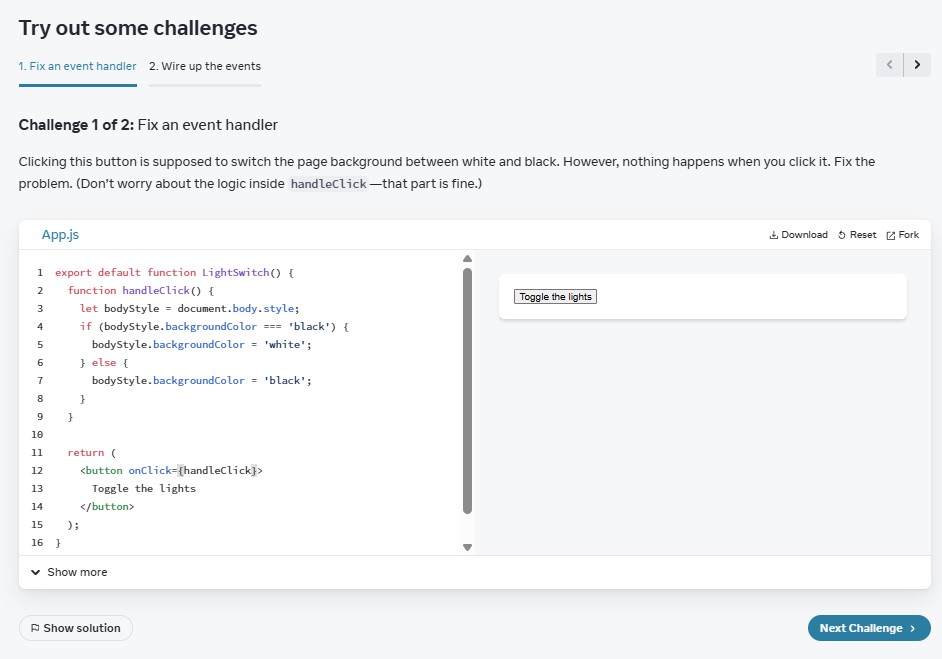 Try out some challenges
1. Fix an event handler 2. Wire up the events
Challenge 1 of 2: Fix an event handler
Clicking this button is supposed to switch the page background between white and black. However, nothing happens when you click it. Fix the
problem. (Don't worry about the logic inside handleClick —that part is fine.)
App.js
Download Reset Fork
1 export default function LightSwitch() {
2 function handleClick() {
3 let bodyStyle = document.body.style;
4 if (bodyStyle.backgroundColor === 'black') {
5 bodyStyle.backgroundColor = 'white';
6 } else {
7 bodyStyle.backgroundColor = 'black';
8 }
9 }
10
11 return (
12 <button onClick={handleClick}>
13 Toggle the lights
14 </button>
15 );
16 }
Toggle the lights
Show more
Show solution
Next Challenge